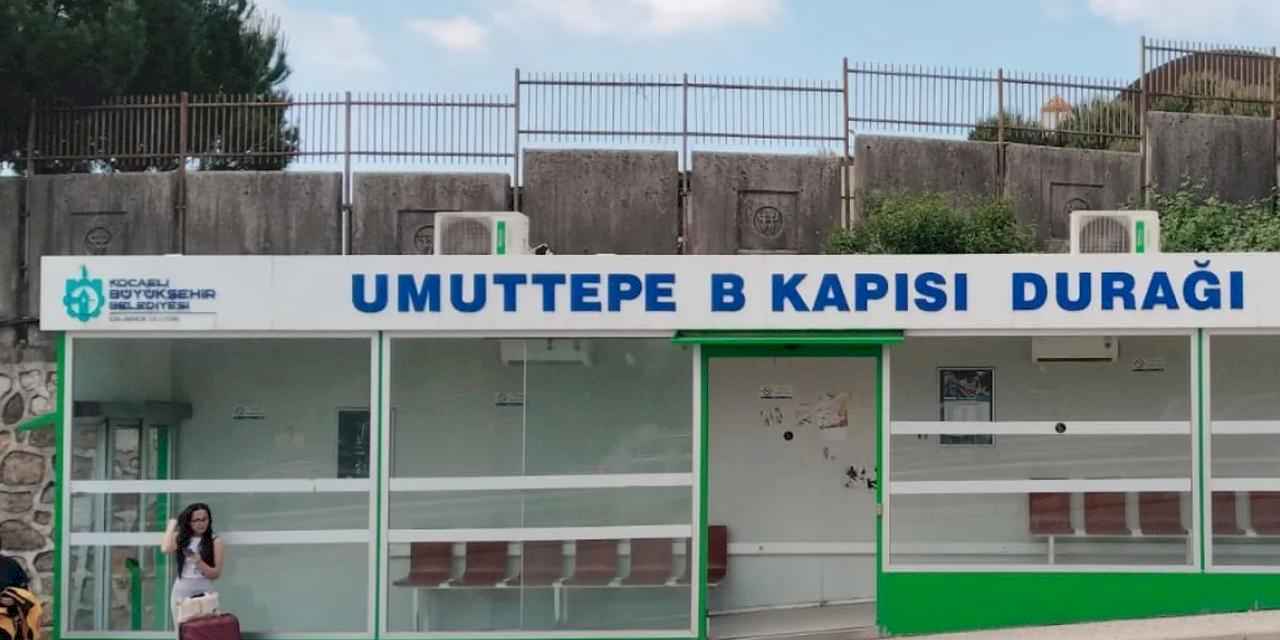 KOCAELİ
BÜYÜKŞEHİR
BELEDİYESİ
UMUTTEPE B KAPISI DURAĞI